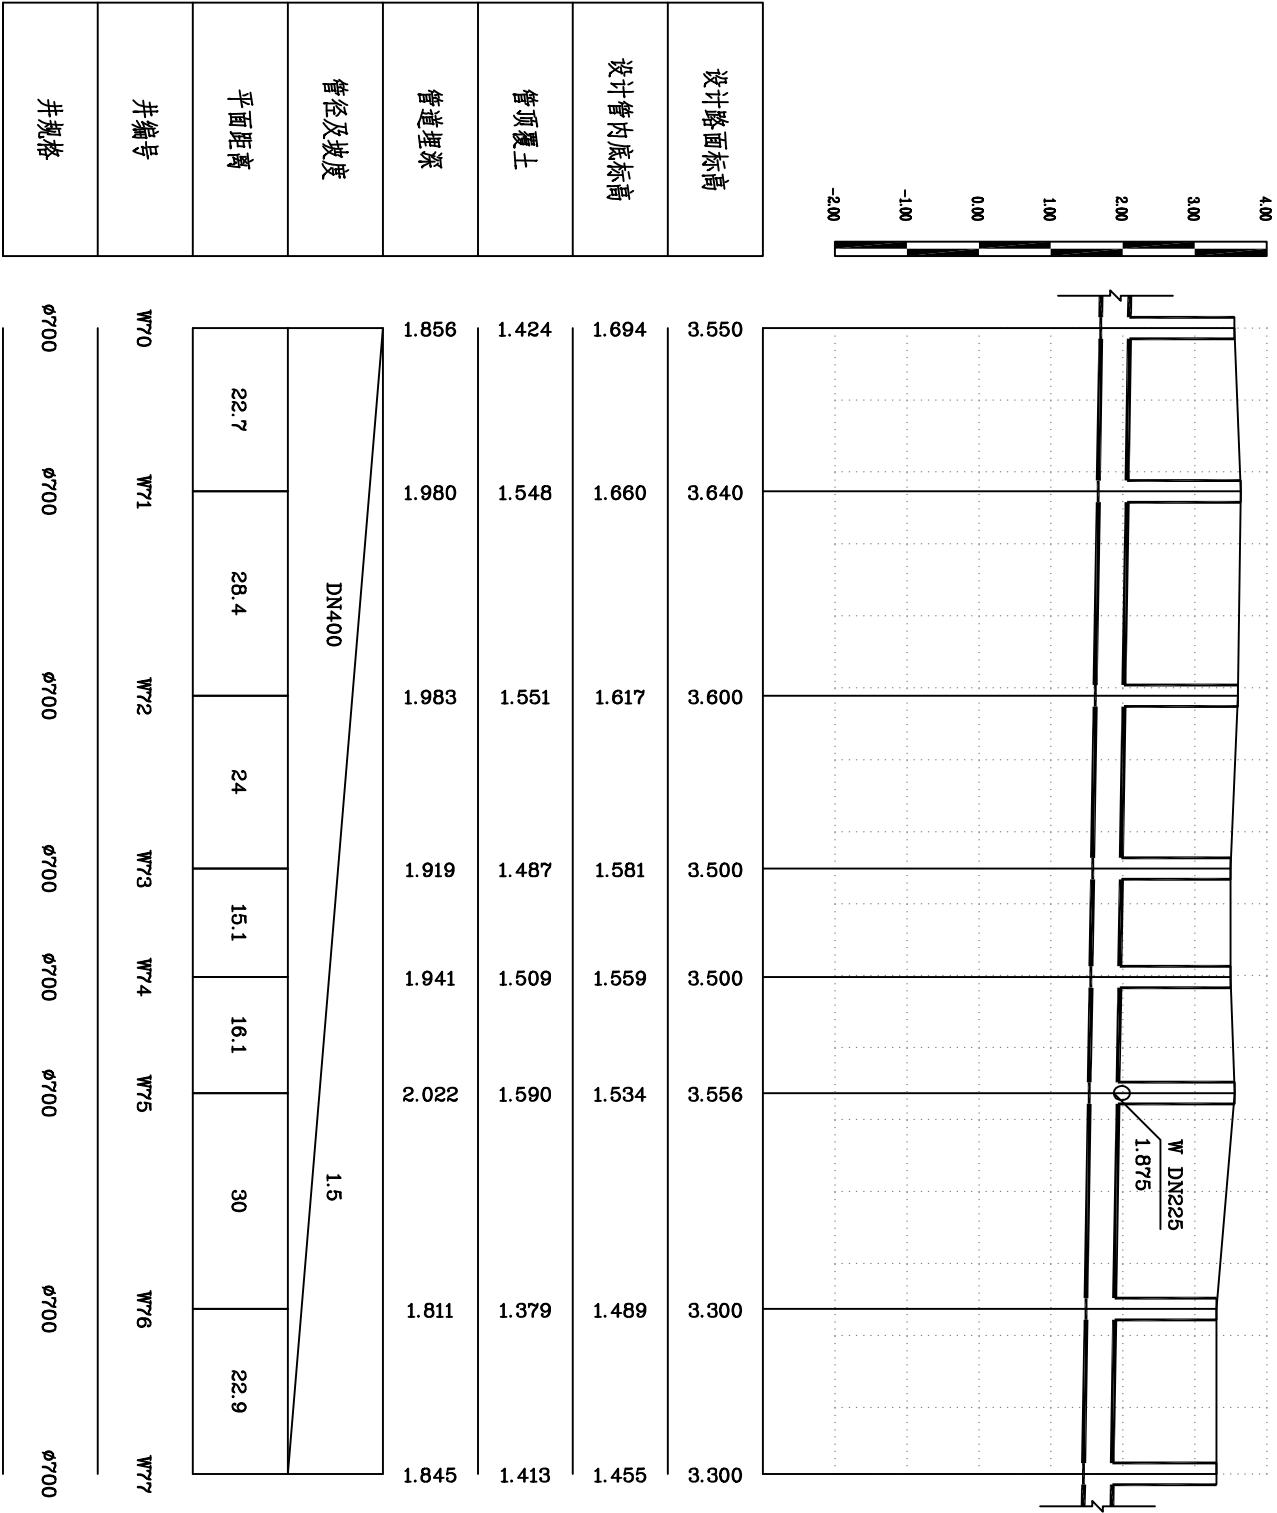 4.00
3.00
2.00
1.00
0.00
-1.00
-2.00
W DN225
1.875
设计路面标高 3.550 3.640 3.600 3.500 3.500 3.556 3.300 3.300
设计管内底标高 1.694 1.660 1.617 1.581 1.559 1.534 1.489 1.455
管顶覆土 1.424 1.548 1.551 1.487 1.509 1.590 1.379 1.413
管道埋深 1.856 1.980 1.983 1.919 1.941 2.022 1.811 1.845
管径及坡度 DN400 1.5
平面距离 22.7 28.4 24 15.1 16.1 30 22.9
井编号 W70 W71 W72 W73 W74 W75 W76 W77
井规格 ø700 ø700 ø700 ø700 ø700 ø700 ø700 ø700